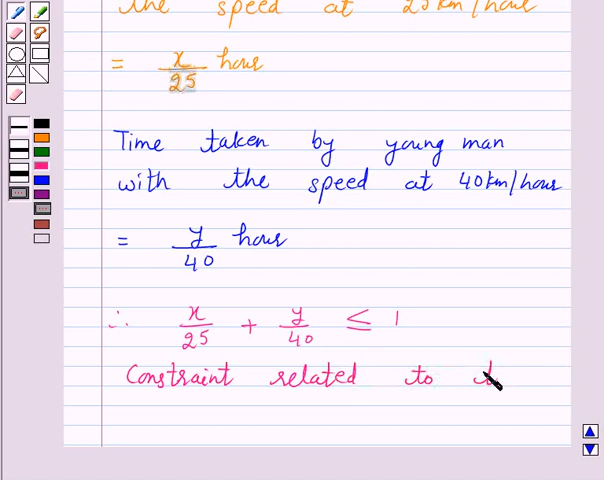 the speed at 25 km/hour
= x/25 hour
Time taken by young man
with the speed at 40 km/hour
= y/40 hour
∴ x/25 + y/40 ≤ 1
Constraint related to